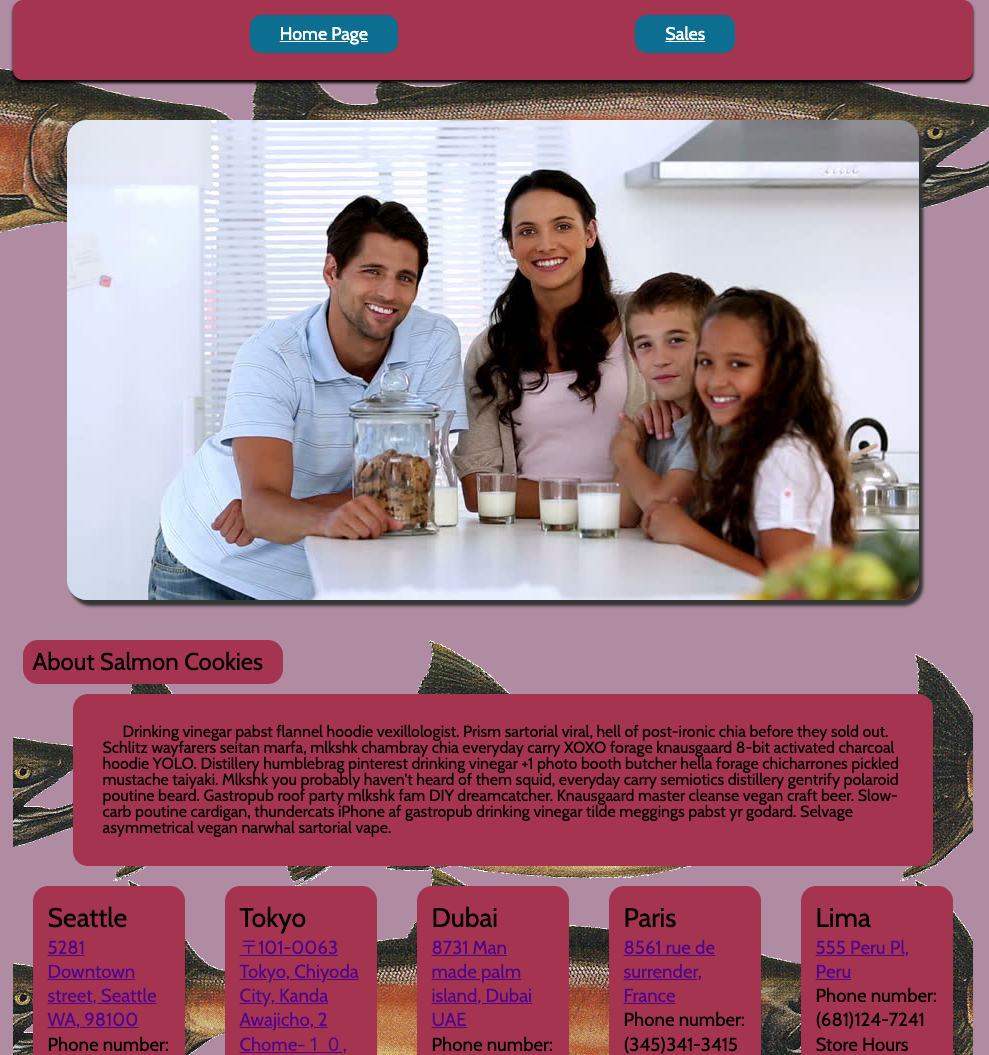 Home Page
Sales
About Salmon Cookies
Drinking vinegar pabst flannel hoodie vexillologist. Prism sartorial viral, hell of post-ironic chia before they sold out.
Schlitz wayfarers seitan marfa, mlkshk chambray chia everyday carry XOXO forage knausgaard 8-bit activated charcoal
hoodie YOLO. Distillery humblebrag pinterest drinking vinegar +1 photo booth butcher hella forage chicharrones pickled
mustache taiyaki. Mlkshk you probably haven't heard of them squid, everyday carry semiotics distillery gentrify polaroid
poutine beard. Gastropub roof party mlkshk fam DIY dreamcatcher. Knausgaard master cleanse vegan craft beer. Slow-
carb poutine cardigan, thundercats iPhone af gastropub drinking vinegar tilde meggings pabst yr godard. Selvage
asymmetrical vegan narwhal sartorial vape.
Seattle
5281
Downtown
street, Seattle
WA, 98100
Phone number:
Tokyo
〒101-0063
Tokyo, Chiyoda
City, Kanda
Awajicho, 2
Chome-１０,
Dubai
8731 Man
made palm
island, Dubai
UAE
Phone number:
Paris
8561 rue de
surrender,
France
Phone number:
(345)341-3415
Lima
555 Peru Pl,
Peru
Phone number:
(681)124-7241
Store Hours